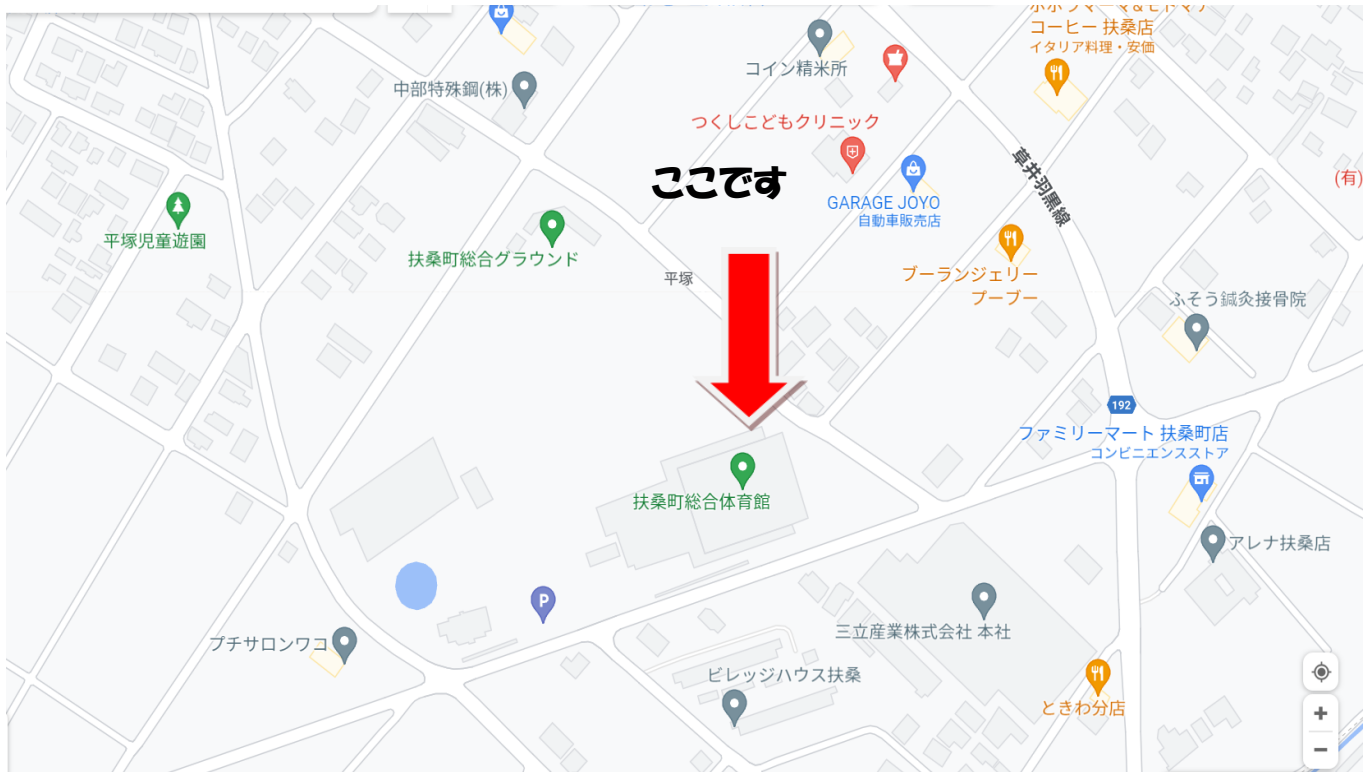 コーヒー 扶桑店
イタリア料理・安価
コイン精米所
中部特殊鋼(株)
つくしこどもクリニック
ここです
草井羽黒線
(有)
GARAGE JOYO
自動車販売店
平塚児童遊園
扶桑町総合グラウンド
平塚
ブーランジェリー
プーブー
ふそう鍼灸接骨院
192
ファミリーマート 扶桑町店
コンビニエンスストア
扶桑町総合体育館
アレナ扶桑店
P
三立産業株式会社 本社
プチサロンワコ
ビレッジハウス扶桑
ときわ分店